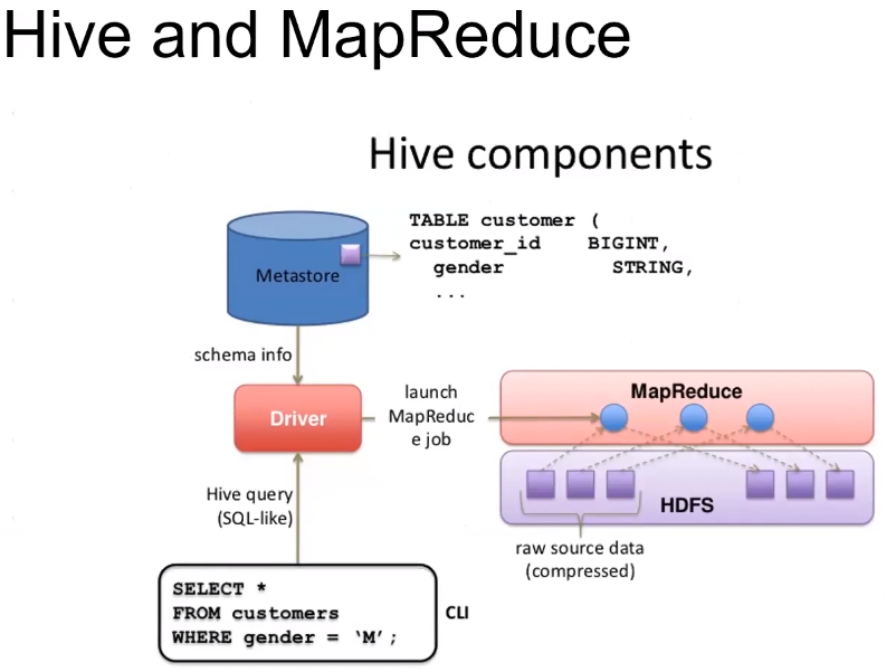 Hive and MapReduce
Hive components
TABLE customer (
customer_id BIGINT,
gender STRING,
...
Metastore
schema info
Driver
launch
MapReduc
e job
MapReduce
HDFS
raw source data
(compressed)
Hive query
(SQL-like)
SELECT *
FROM customers
WHERE gender = ‘M’;
CLI